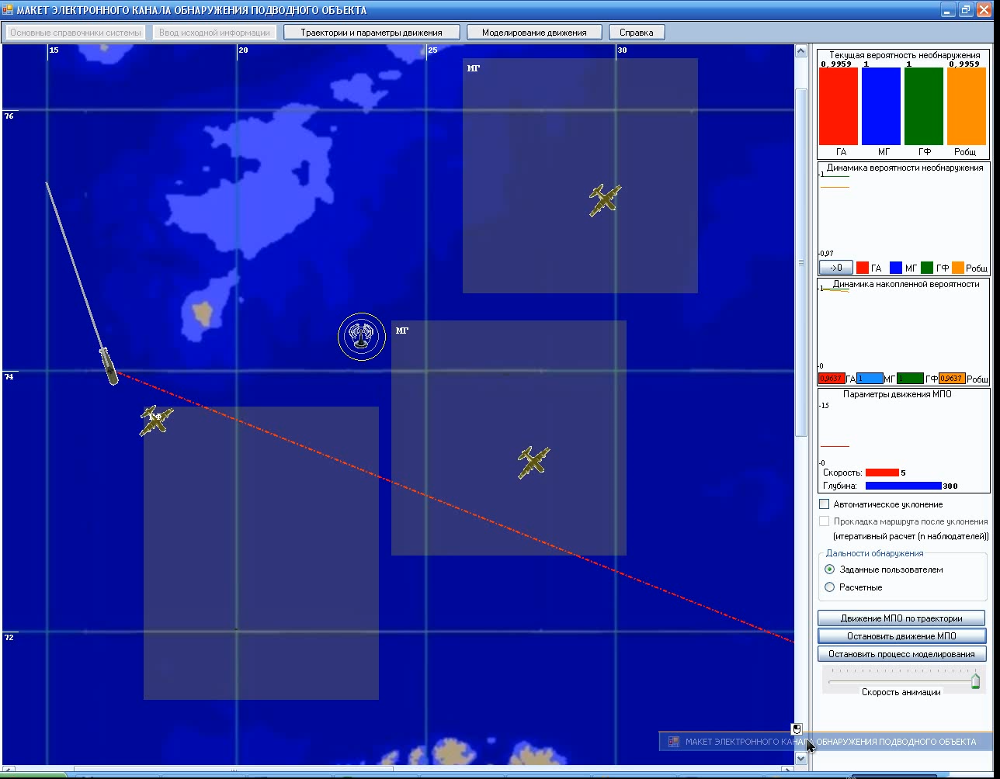 МАКЕТ ЭЛЕКТРОННОГО КАНАЛА ОБНАРУЖЕНИЯ ПОДВОДНОГО ОБЪЕКТА
Основные справочники системы
Ввод исходной информации
Траектории и параметры движения
Моделирование движения
Справка
15 20 25 30
76
74
72
МГ
МГ
ГФ
Текущая вероятность необнаружения
0,9959 1 1 0,9959
ГА МГ ГФ Робщ
Динамика вероятности необнаружения
-1
-0,97
->0 ГА МГ ГФ Робщ
Динамика накопленной вероятности
-1
-0
0,9637 ГА 1 МГ 1 ГФ 0,9637 Робщ
Параметры движения МПО
-15
-0
Скорость: 5
Глубина: 300
Автоматическое уклонение
Прокладка маршрута после уклонения
(итеративный расчет (n наблюдателей))
Дальности обнаружения
Заданные пользователем
Расчетные
Движение МПО по траектории
Остановить движение МПО
Остановить процесс моделирования
Скорость анимации
МАКЕТ ЭЛЕКТРОННОГО КАНАЛА ОБНАРУЖЕНИЯ ПОДВОДНОГО ОБЪЕКТА